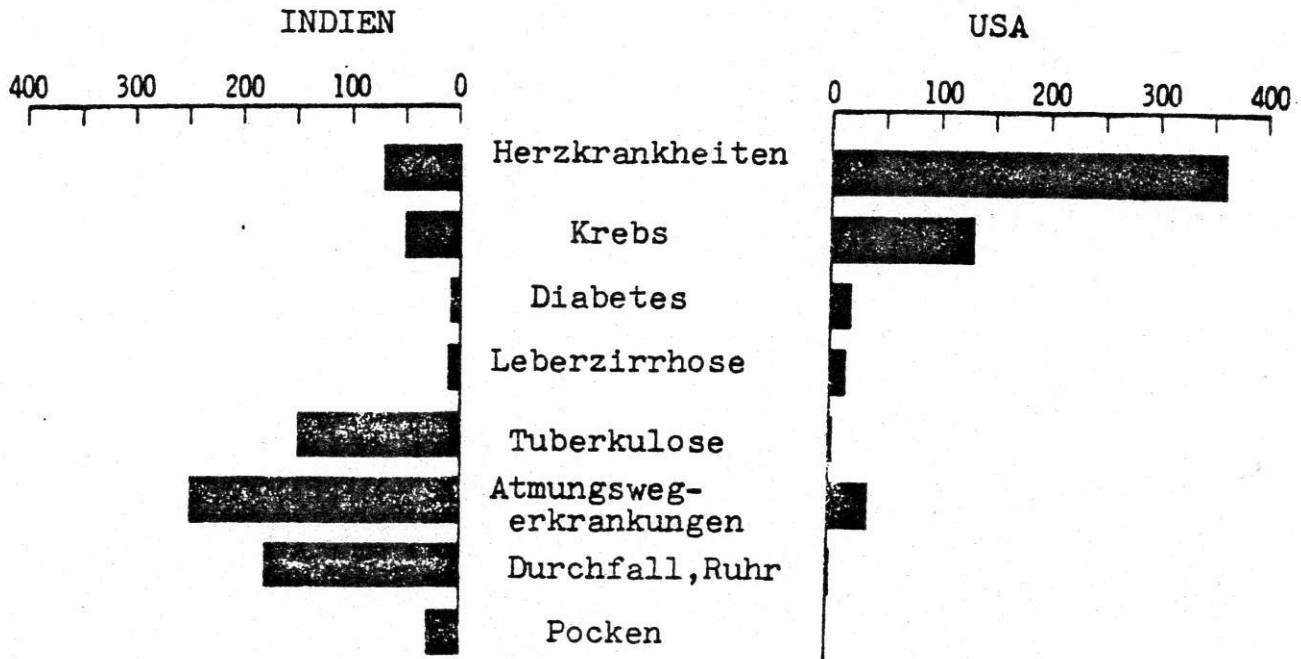 INDIEN USA
400 300 200 100 0 0 100 200 300 400
Herzkrankheiten
Krebs
Diabetes
Leberzirrhose
Tuberkulose
Atmungsweg-
erkrankungen
Durchfall,Ruhr
Pocken